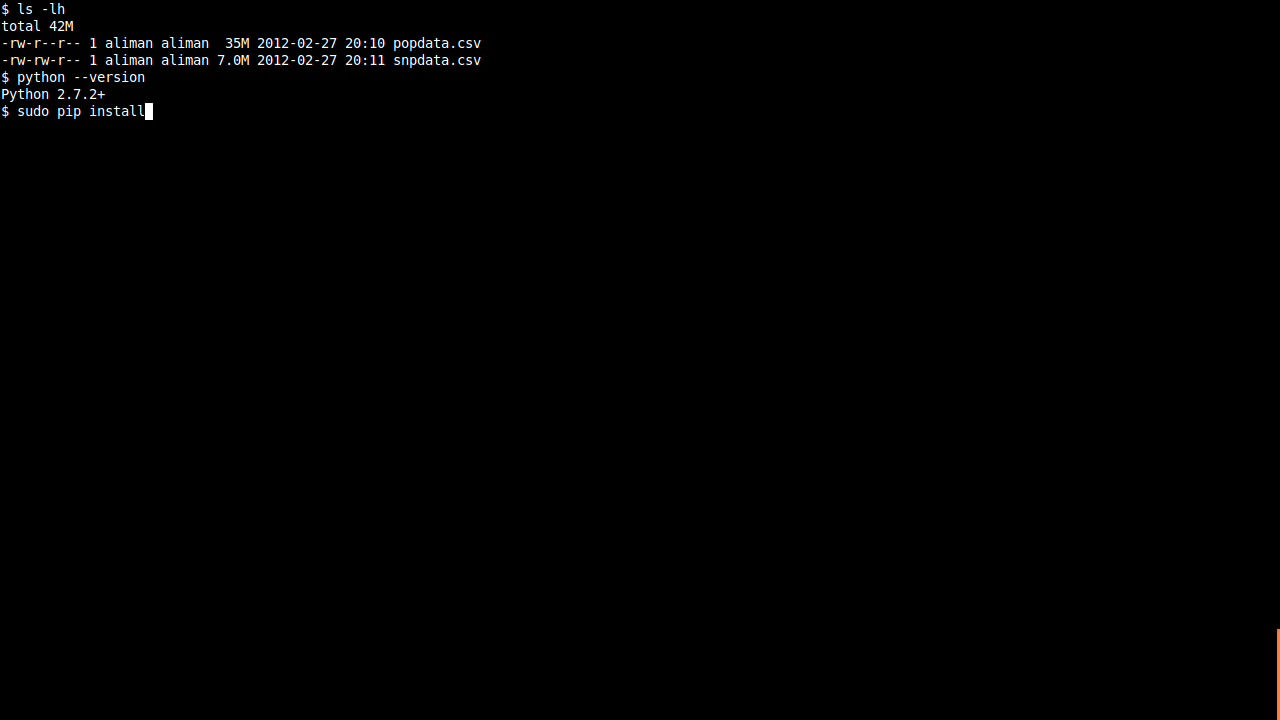 $ ls -lh
total 42M
-rw-r--r-- 1 aliman aliman  35M 2012-02-27 20:10 popdata.csv
-rw-rw-r-- 1 aliman aliman 7.0M 2012-02-27 20:11 snpdata.csv
$ python --version
Python 2.7.2+
$ sudo pip install